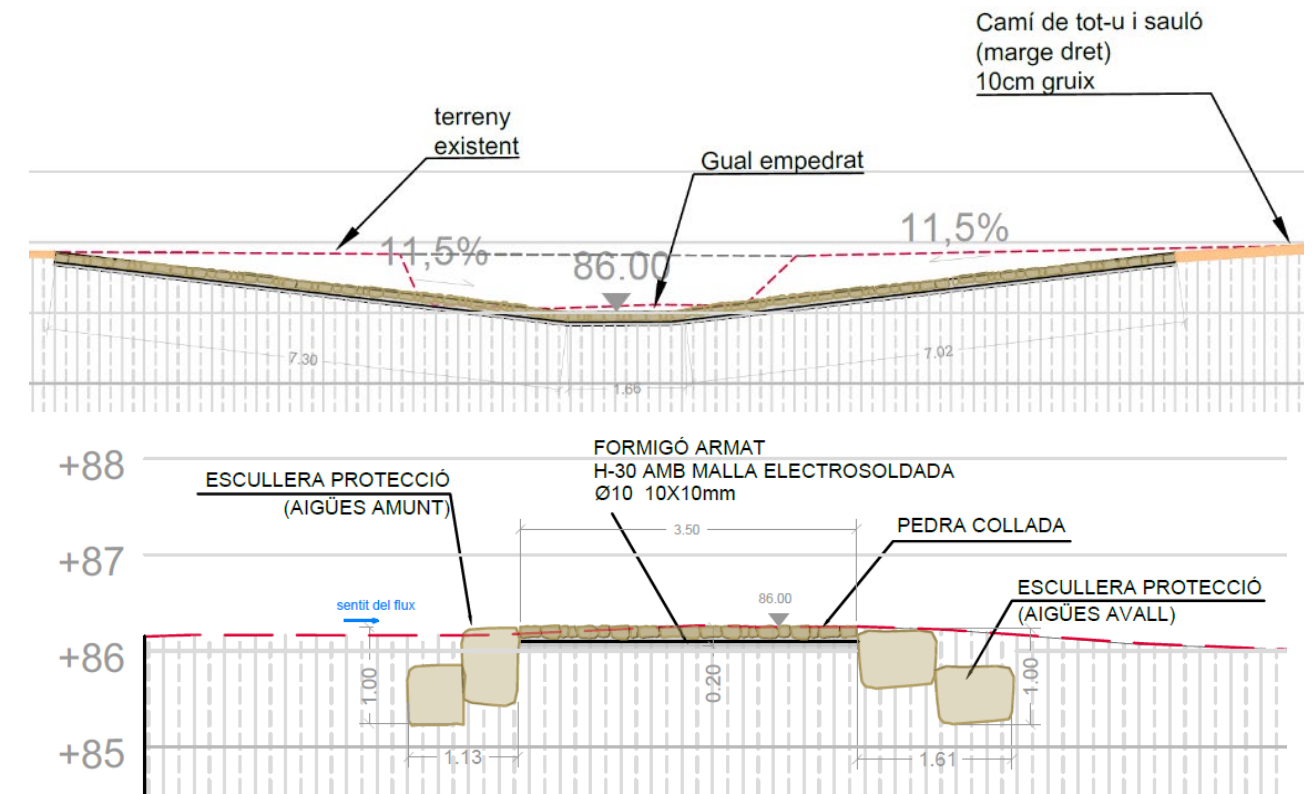 Camí de tot-u i sauló
(marge dret)
10cm gruix
terreny
existent
Gual empedrat
11,5%
11,5%
86.00
7.30
7.02
1.66
FORMIGÓ ARMAT
H-30 AMB MALLA ELECTROSOLDADA
Ø10 10X10mm
+88
ESCULLERA PROTECCIÓ
(AIGÜES AMUNT)
3.50
PEDRA COLLADA
+87
ESCULLERA PROTECCIÓ
(AIGÜES AVALL)
sentit del flux
86.00
+86
1.00
0.20
1.00
+85
1.13
1.61